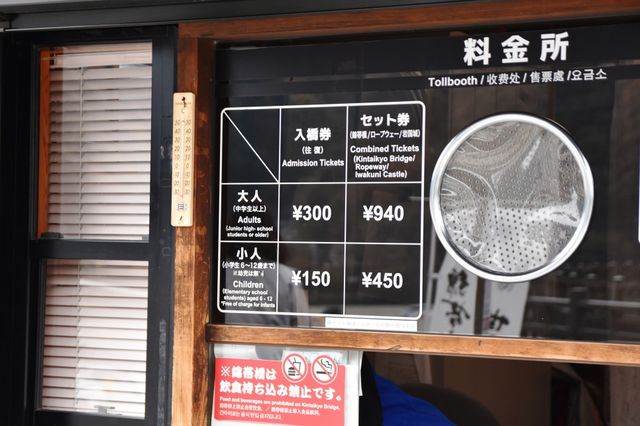 料金所
Tollbooth / 收费处 / 售票處 / 요금소
入橋券
(往復)
Admission Tickets
セット券
(錦帯橋/ロープウェー/岩国城)
Combined Tickets
(Kintaikyo Bridge/
Ropeway/
Iwakuni Castle)
大人
(中学生以上)
Adults
(Junior high- school
students or older)
¥300
¥940
小人
(小学生6~12歳まで)
※幼児は無料
Children
(Elementary school
students) aged 6 - 12
*Free of charge for infants
¥150
¥450
※錦帯橋は
飲食持ち込み禁止です。
Food and beverages are prohibited on Kintaikyo Bridge.